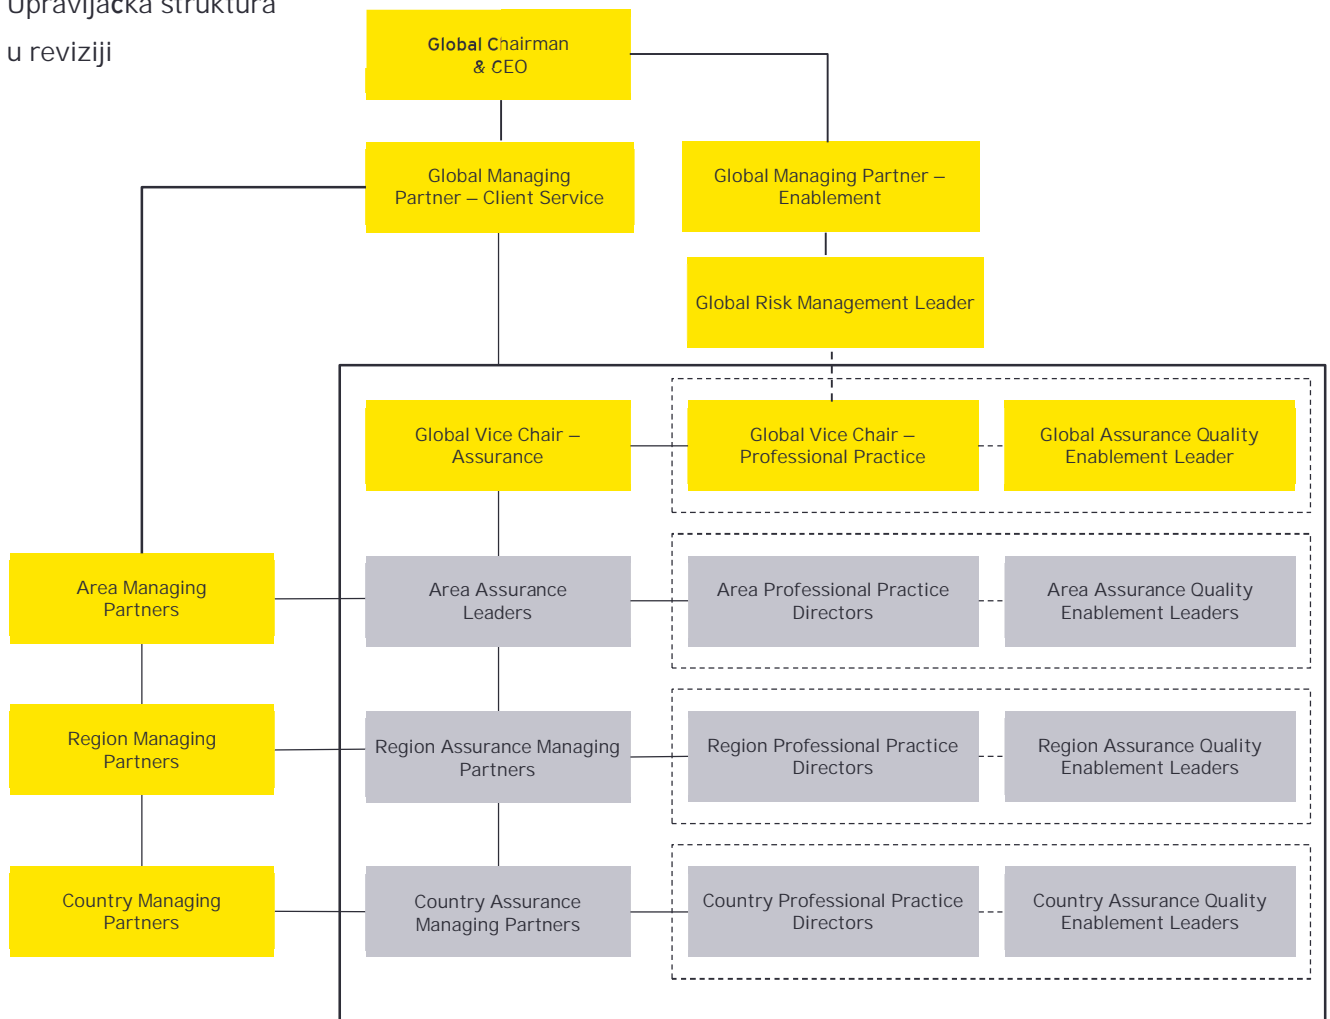 Upravljačka struktura
u reviziji
Global Chairman
& CEO
Global Managing
Partner – Client Service
Global Managing Partner –
Enablement
Global Risk Management Leader
Global Vice Chair –
Assurance
Global Vice Chair –
Professional Practice
Global Assurance Quality
Enablement Leader
Area Managing
Partners
Area Assurance
Leaders
Area Professional Practice
Directors
Area Assurance Quality
Enablement Leaders
Region Managing
Partners
Region Assurance Managing
Partners
Region Professional Practice
Directors
Region Assurance Quality
Enablement Leaders
Country Managing
Partners
Country Assurance
Managing Partners
Country Professional Practice
Directors
Country Assurance Quality
Enablement Leaders